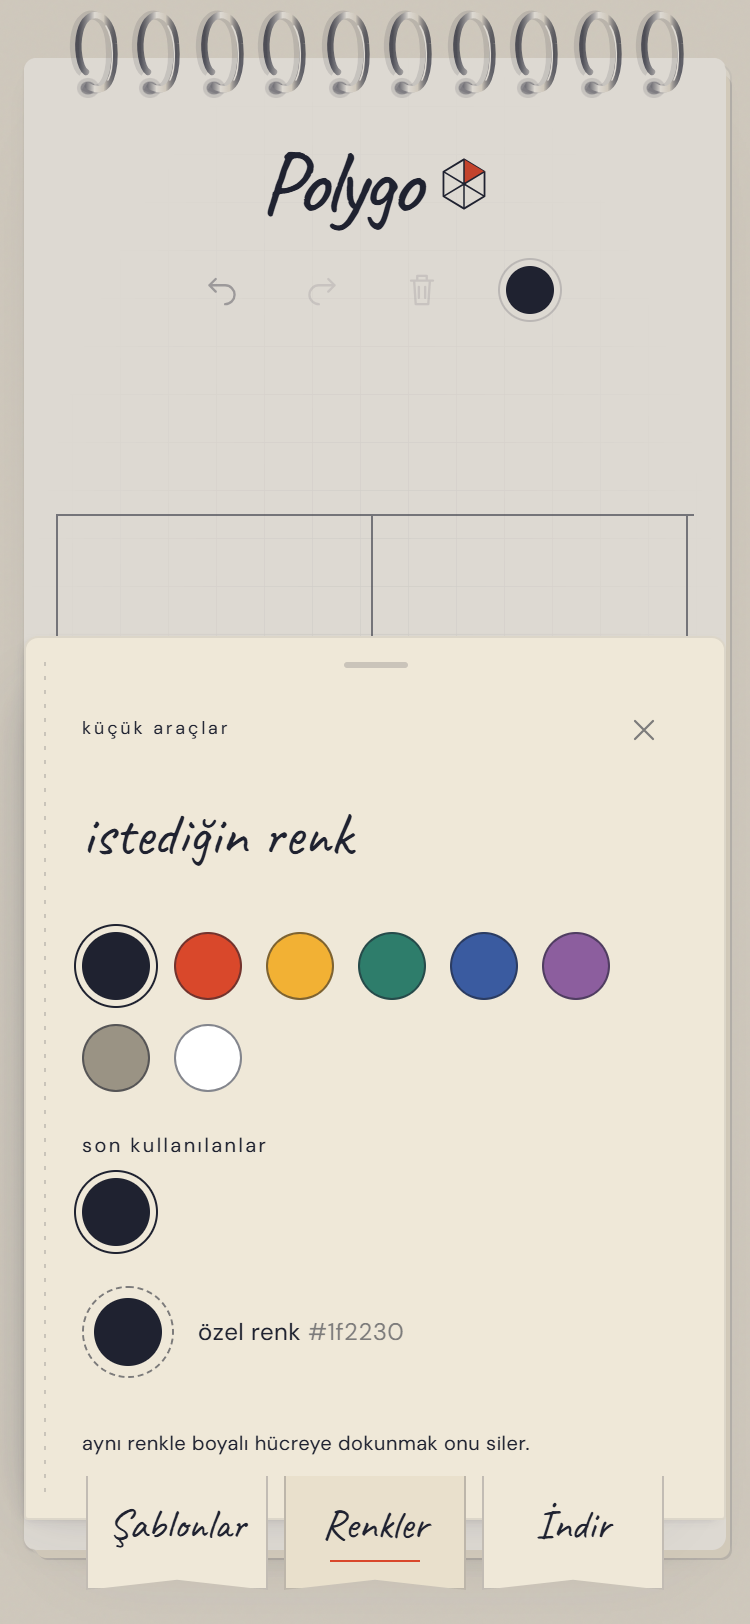 Polygo
küçük araçlar
istediğin renk
son kullanılanlar
özel renk #1f2230
aynı renkle boyalı hücreye dokunmak onu siler.
Şablonlar
Renkler
İndir